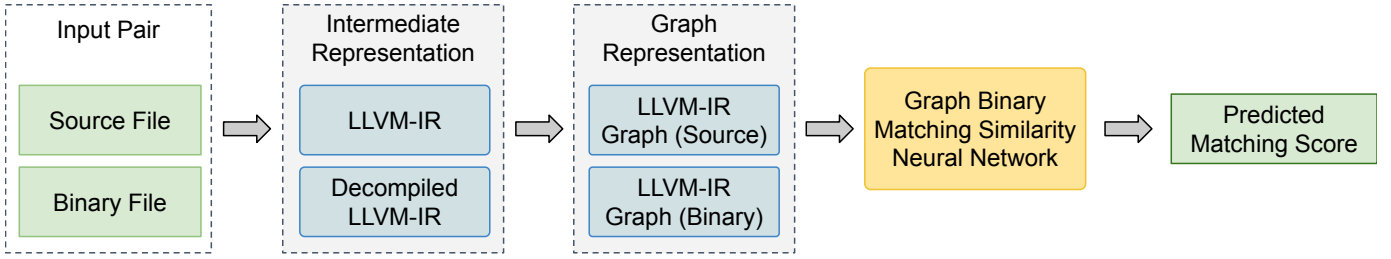 Input Pair
Source File
Binary File
Intermediate
Representation
LLVM-IR
Decompiled
LLVM-IR
Graph
Representation
LLVM-IR
Graph (Source)
LLVM-IR
Graph (Binary)
Graph Binary
Matching Similarity
Neural Network
Predicted
Matching Score